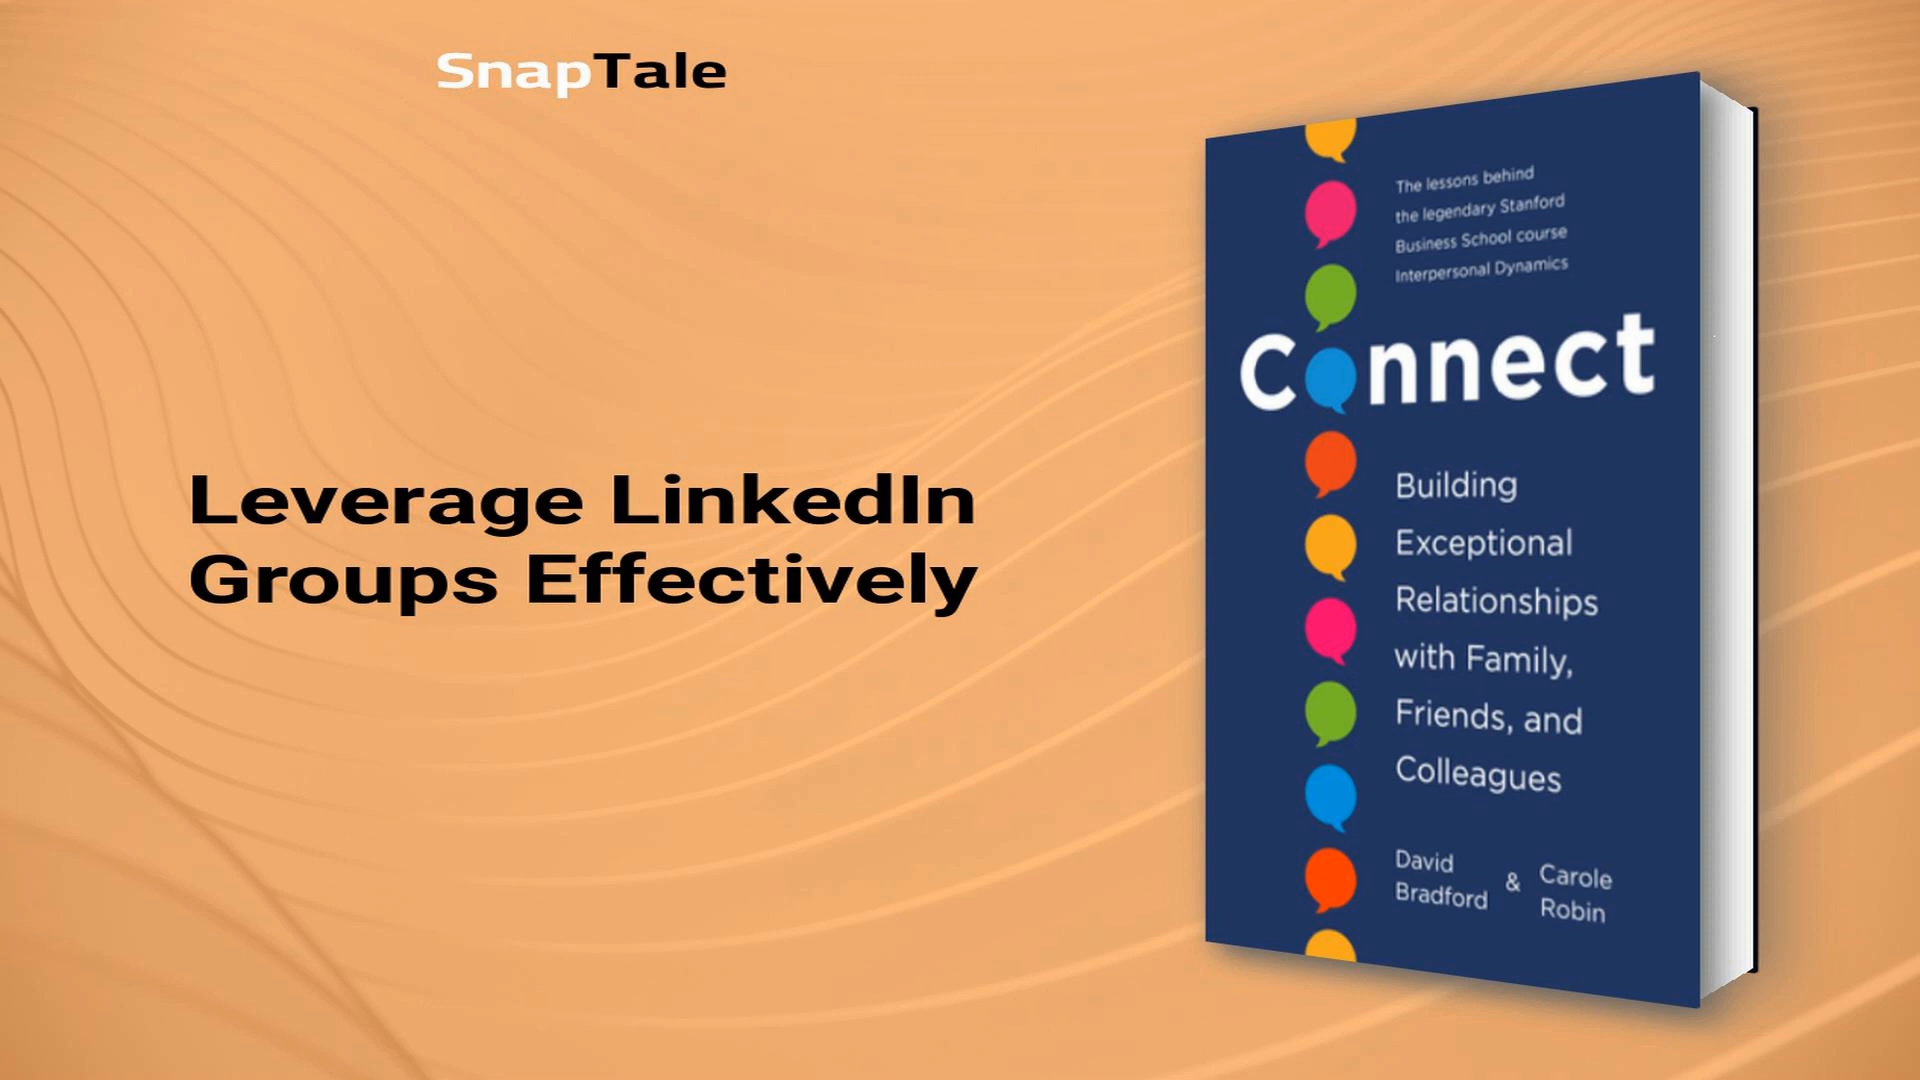 SnapTale
Leverage LinkedIn
Groups Effectively
The lessons behind
the legendary Stanford
Business School course
Interpersonal Dynamics
Connect
Building
Exceptional
Relationships
with Family,
Friends, and
Colleagues
David
Bradford
&
Carole
Robin